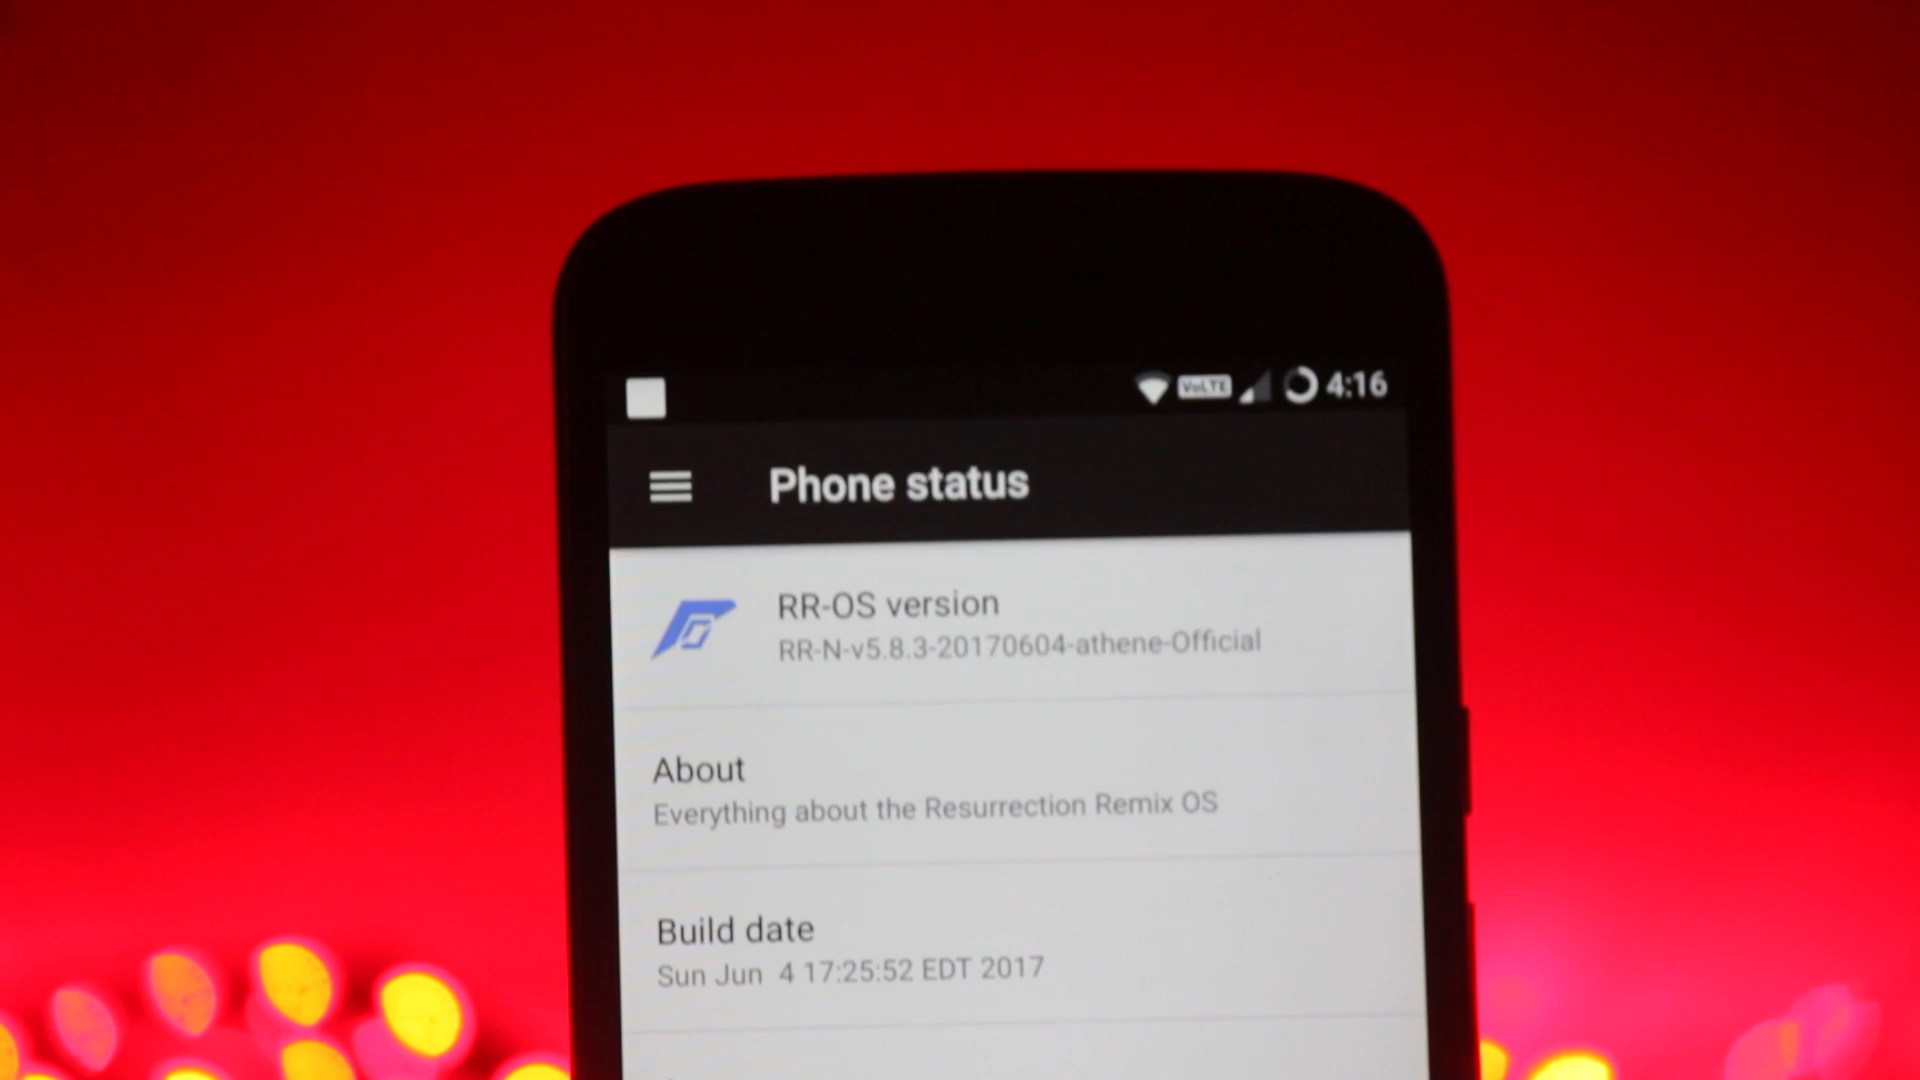 VoLTE 4:16
Phone status
RR-OS version
RR-N-v5.8.3-20170604-athene-Official
About
Everything about the Resurrection Remix OS
Build date
Sun Jun  4 17:25:52 EDT 2017